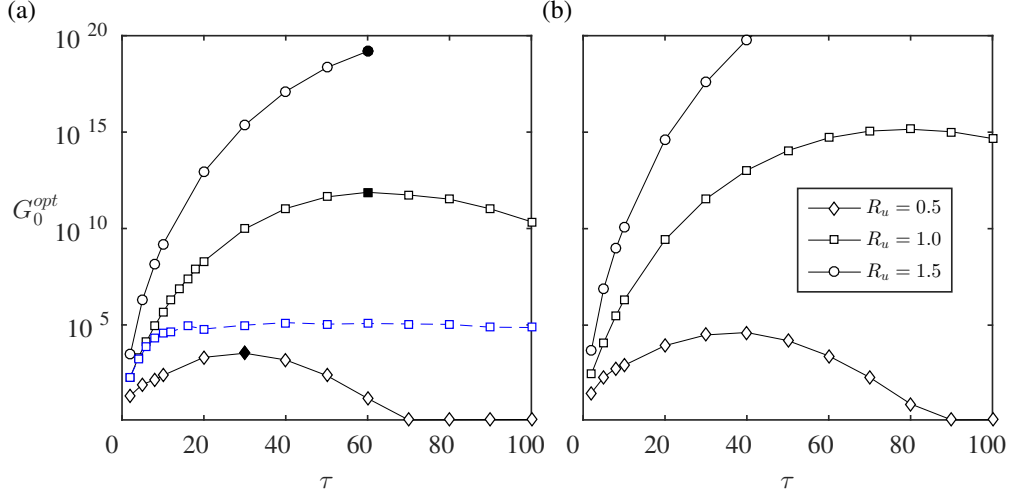 (a)
(b)
10^20
10^15
10^10
10^5
G_0^{opt}
0 20 40 60 80 100
τ
R_u = 0.5
R_u = 1.0
R_u = 1.5
0 20 40 60 80 100
τ